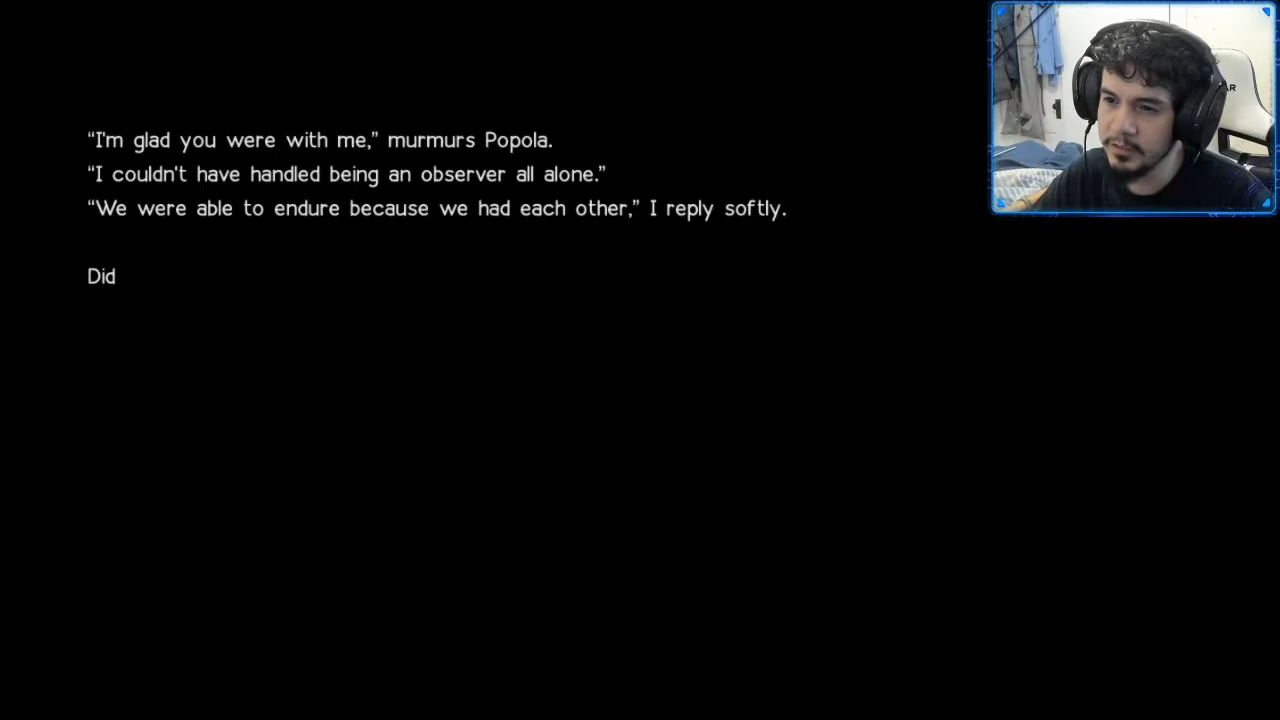 “I'm glad you were with me,” murmurs Popola.
“I couldn't have handled being an observer all alone.”
“We were able to endure because we had each other,” I reply softly.
Did